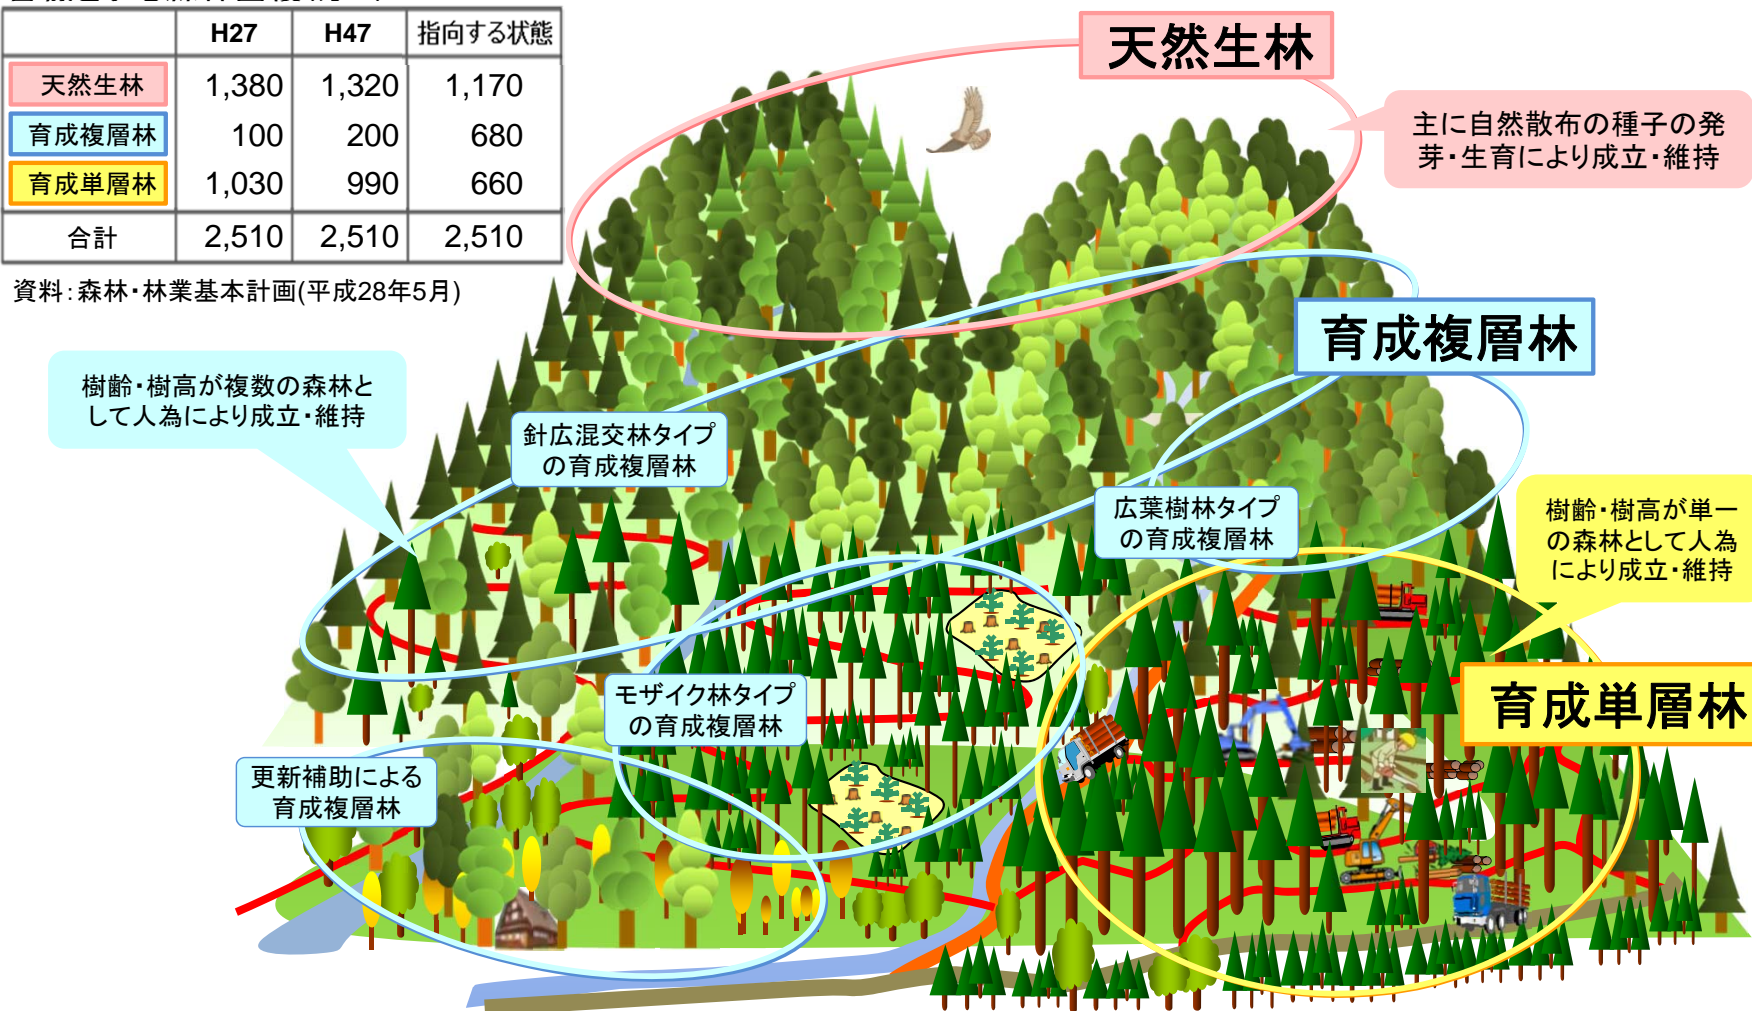 H27 H47 指向する状態
天然生林 1,380 1,320 1,170
育成複層林 100 200 680
育成単層林 1,030 990 660
合計 2,510 2,510 2,510
資料:森林・林業基本計画(平成28年5月)
天然生林
主に自然散布の種子の発
芽・生育により成立・維持
育成複層林
樹齢・樹高が複数の森林と
して人為により成立・維持
針広混交林タイプ
の育成複層林
広葉樹林タイプ
の育成複層林
樹齢・樹高が単一
の森林として人為
により成立・維持
育成単層林
モザイク林タイプ
の育成複層林
更新補助による
育成複層林